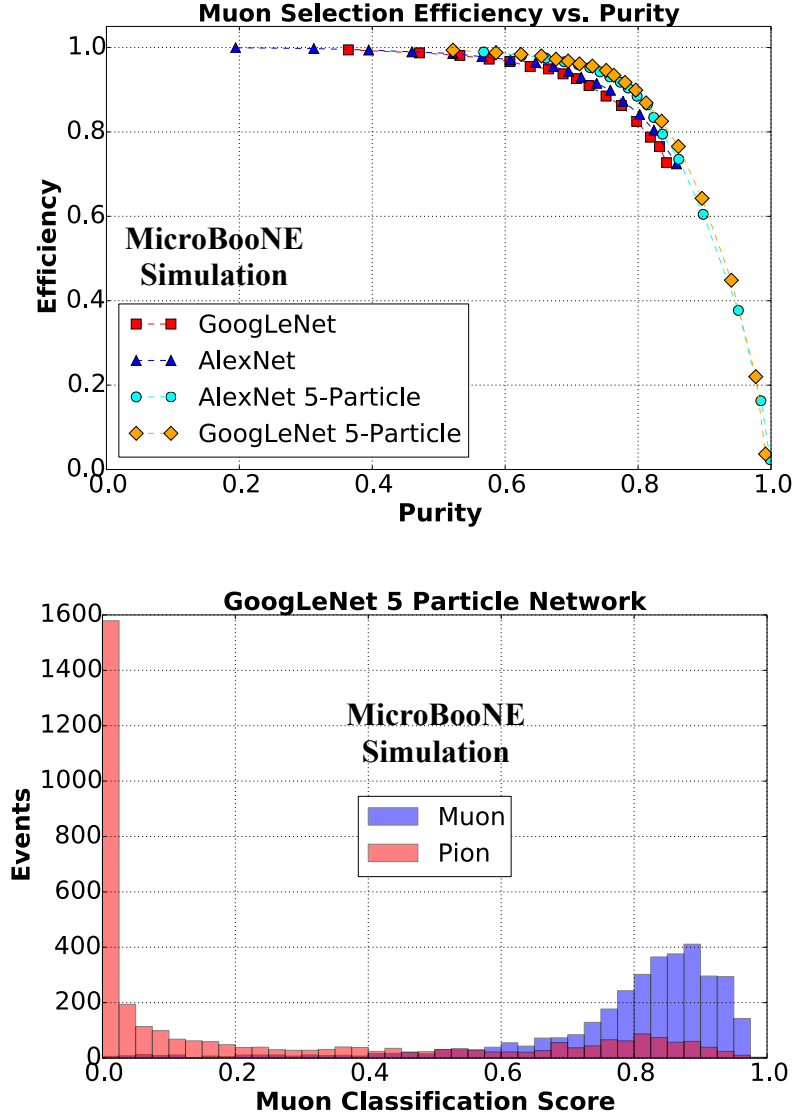 Muon Selection Efficiency vs. Purity
1.0
0.8
0.6
0.4
0.2
0.0
Efficiency
MicroBooNE
Simulation
GoogLeNet
AlexNet
AlexNet 5-Particle
GoogLeNet 5-Particle
0.0 0.2 0.4 0.6 0.8 1.0
Purity
GoogLeNet 5 Particle Network
1600
1400
1200
1000
800
600
400
200
0
Events
MicroBooNE
Simulation
Muon
Pion
0.0 0.2 0.4 0.6 0.8 1.0
Muon Classification Score